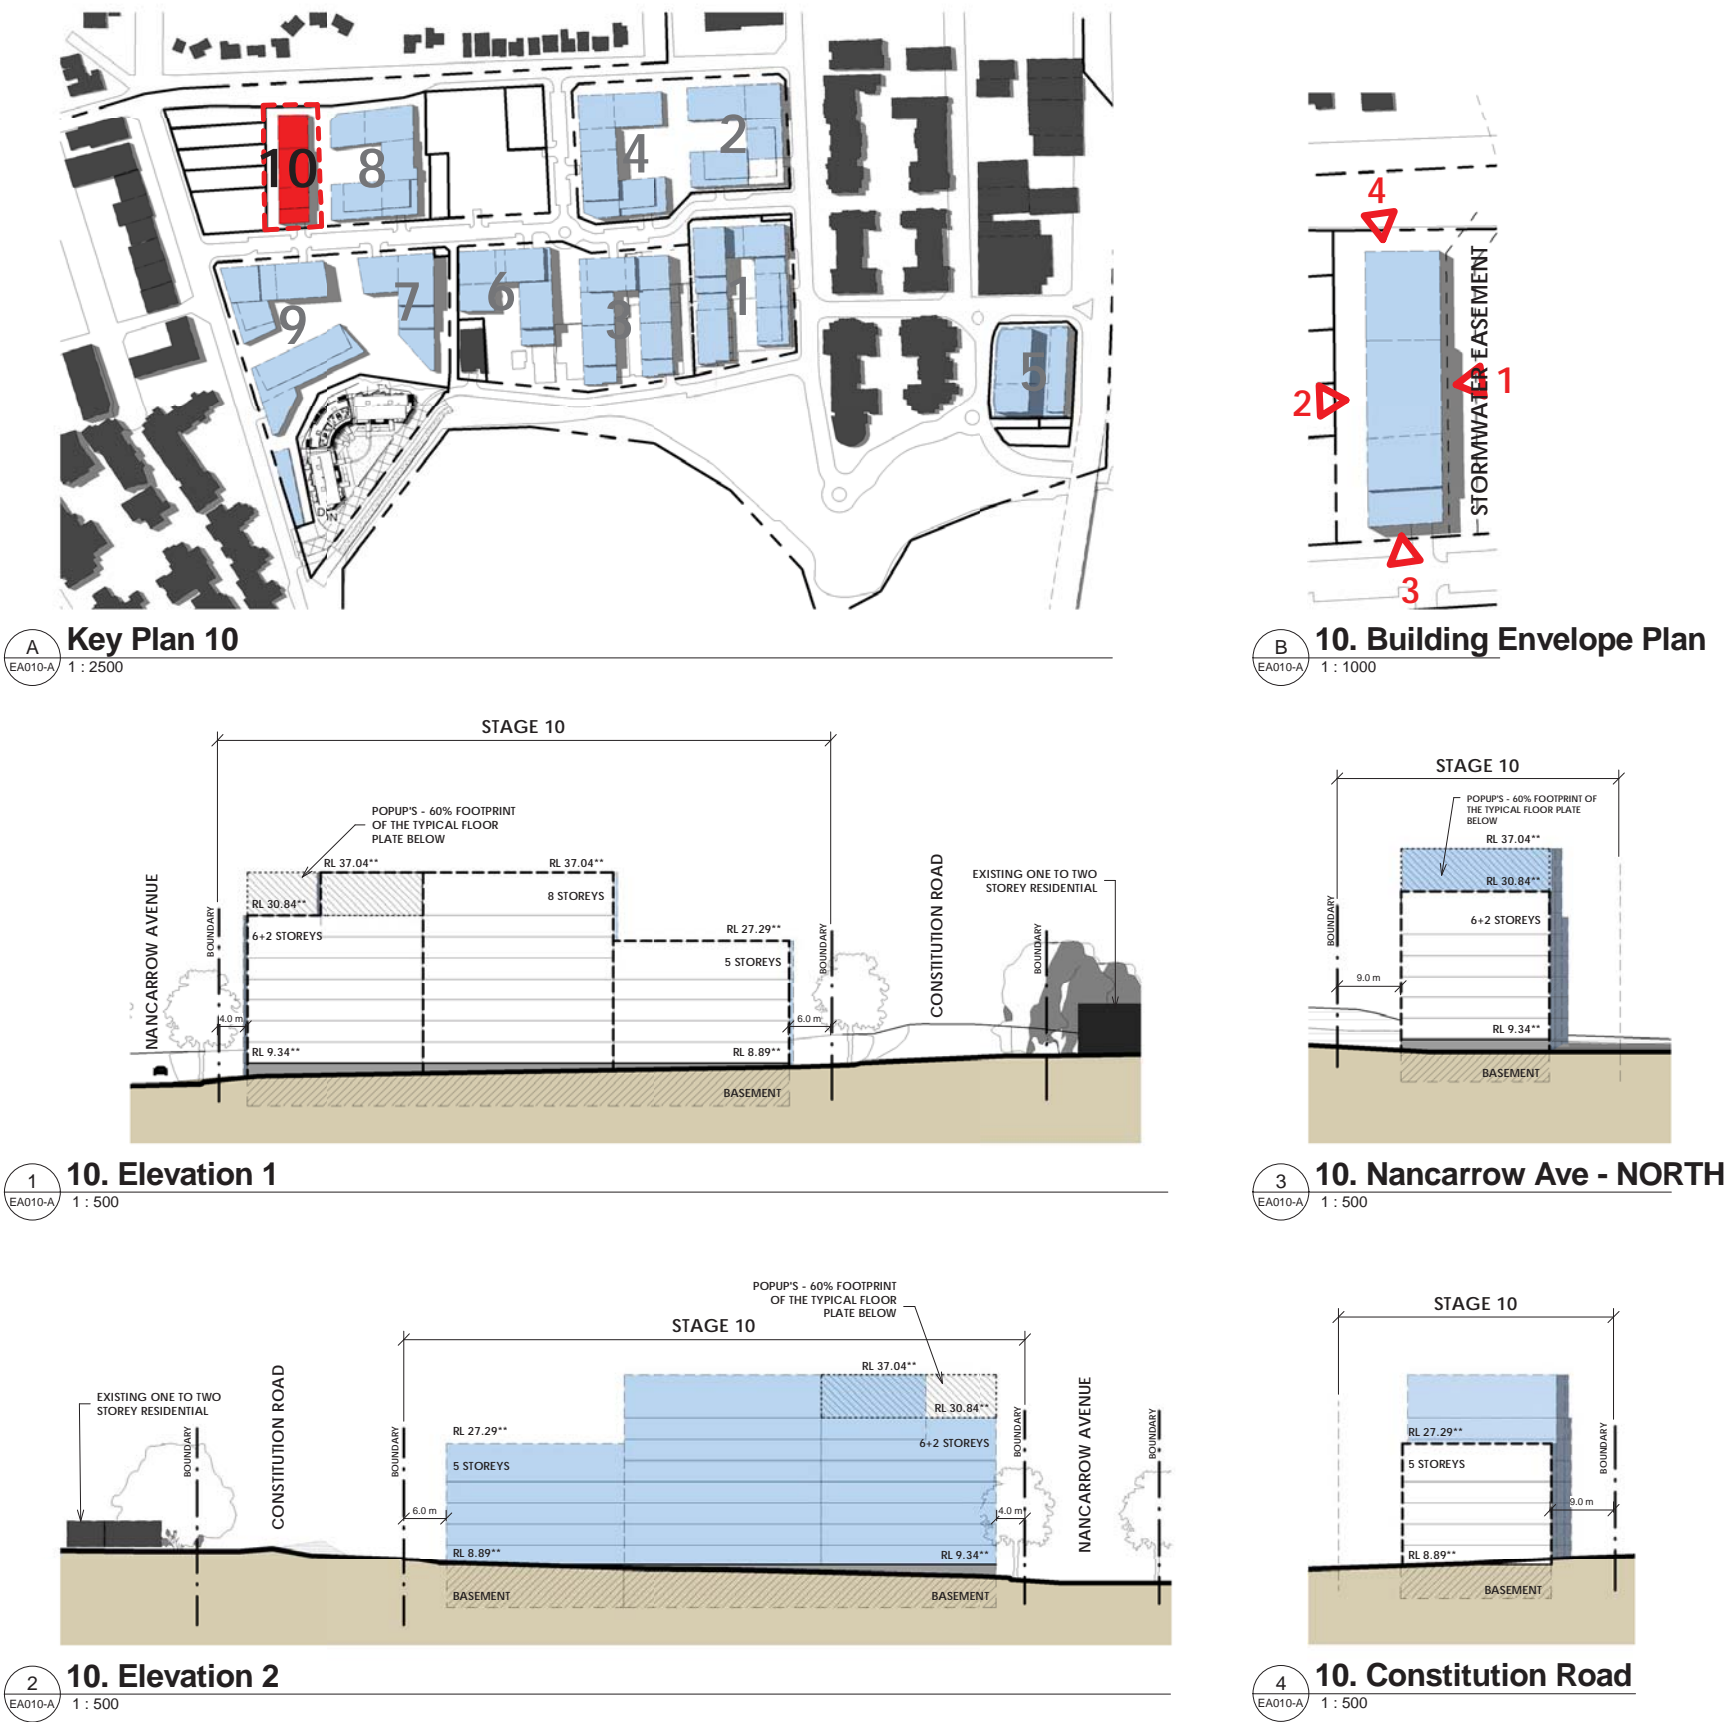 10
8
4
2
9
7
6
3
1
5
A
EA010-A
Key Plan 10
1 : 2500
4
2
1
3
STORMWATER EASEMENT
B
EA010-A
10. Building Envelope Plan
1 : 1000
STAGE 10
POPUP'S - 60% FOOTPRINT
OF THE TYPICAL FLOOR
PLATE BELOW
RL 37.04**
RL 37.04**
8 STOREYS
RL 30.84**
6+2 STOREYS
RL 27.29**
5 STOREYS
NANCARROW AVENUE
BOUNDARY
4.0 m
RL 9.34**
6.0 m
RL 8.89**
BASEMENT
BOUNDARY
CONSTITUTION ROAD
EXISTING ONE TO TWO
STOREY RESIDENTIAL
BOUNDARY
1
EA010-A
10. Elevation 1
1 : 500
STAGE 10
POPUP'S - 60% FOOTPRINT OF
THE TYPICAL FLOOR PLATE
BELOW
RL 37.04**
RL 30.84**
6+2 STOREYS
BOUNDARY
9.0 m
RL 9.34**
BASEMENT
3
EA010-A
10. Nancarrow Ave - NORTH
1 : 500
POPUP'S - 60% FOOTPRINT
OF THE TYPICAL FLOOR
PLATE BELOW
STAGE 10
RL 37.04**
RL 30.84**
6+2 STOREYS
EXISTING ONE TO TWO
STOREY RESIDENTIAL
BOUNDARY
CONSTITUTION ROAD
BOUNDARY
RL 27.29**
5 STOREYS
6.0 m
4.0 m
RL 8.89**
RL 9.34**
BASEMENT
BASEMENT
BOUNDARY
NANCARROW AVENUE
BOUNDARY
2
EA010-A
10. Elevation 2
1 : 500
STAGE 10
RL 27.29**
5 STOREYS
BOUNDARY
9.0 m
RL 8.89**
BASEMENT
4
EA010-A
10. Constitution Road
1 : 500